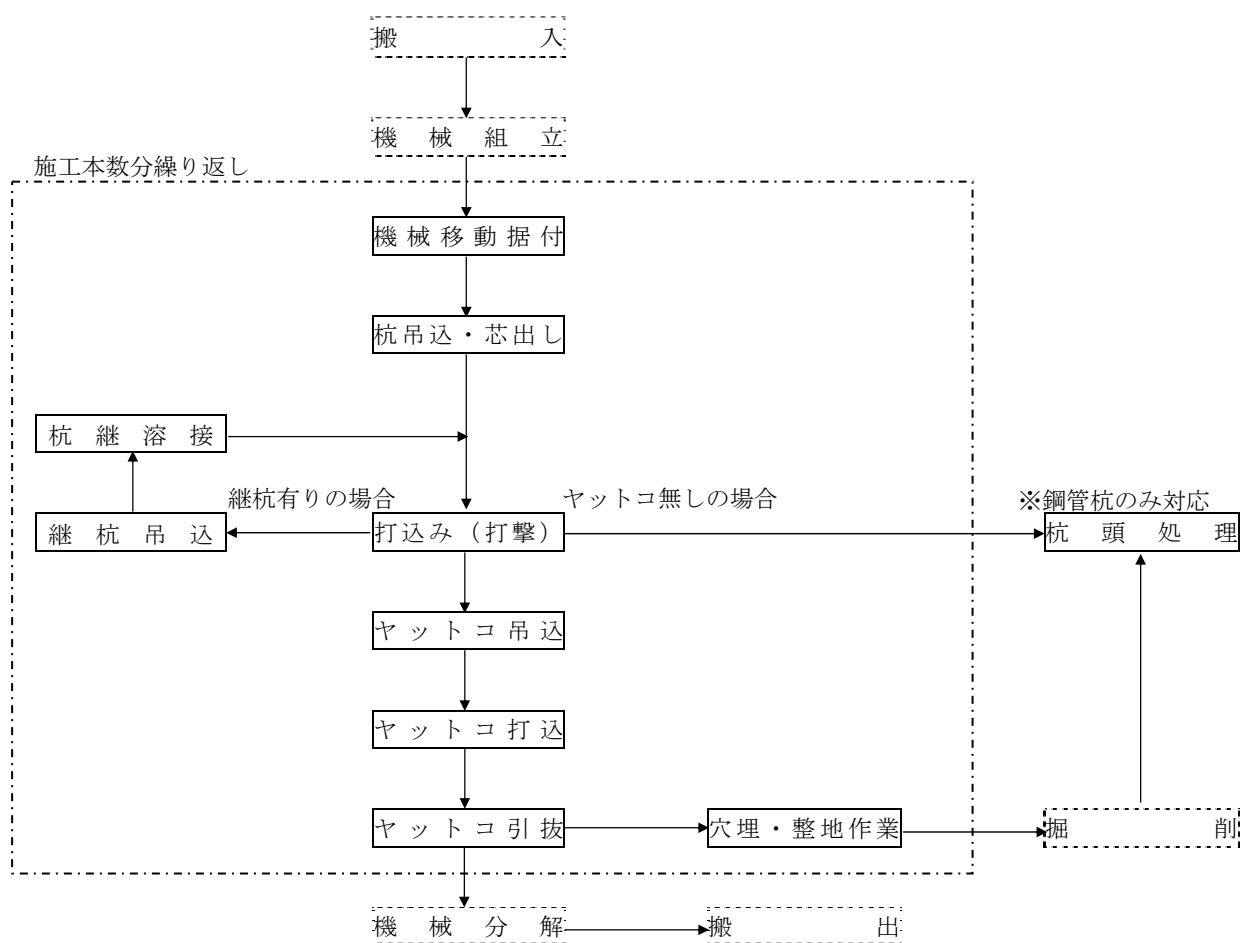 搬入
機械組立
施工本数分繰り返し
機械移動据付
杭吊込・芯出し
杭継溶接
継杭有りの場合
ヤットコ無しの場合
※鋼管杭のみ対応
継杭吊込
打込み（打撃）
杭頭処理
ヤットコ吊込
ヤットコ打込
ヤットコ引抜
穴埋・整地作業
掘削
機械分解
搬出